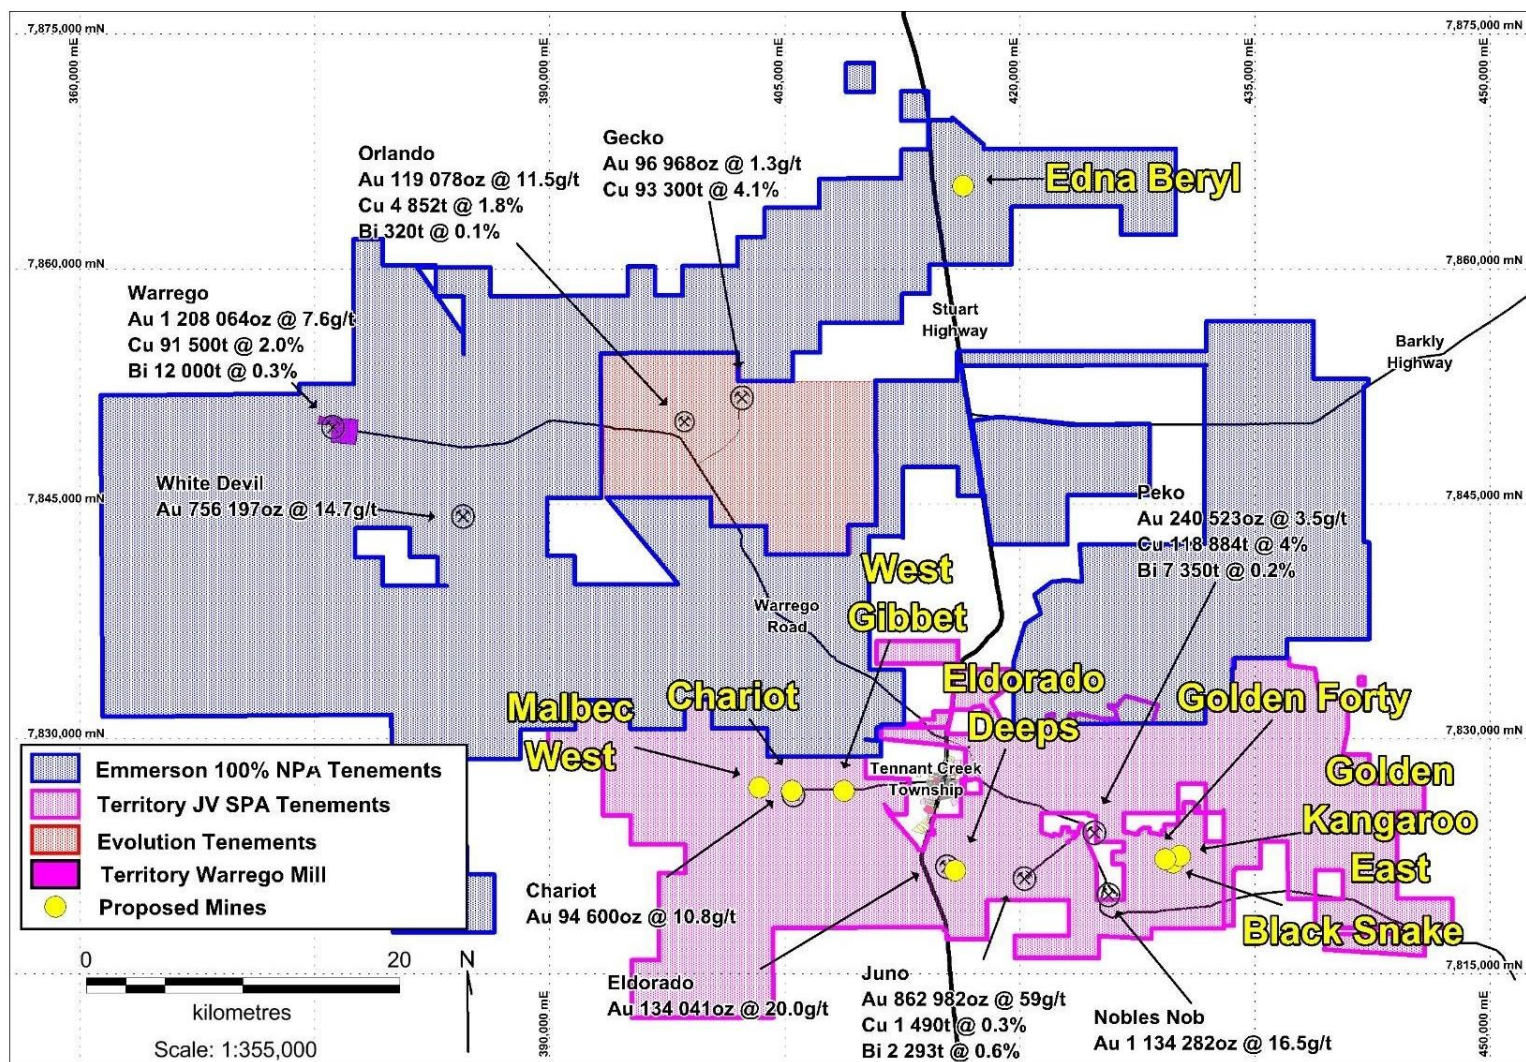 7,875,000 mN
7,875,000 mN
360,000 mE
390,000 mE
405,000 mE
420,000 mE
435,000 mE
450,000 mE
Gecko
Au 96 968oz @ 1.3g/t
Cu 93 300t @ 4.1%
Orlando
Au 119 078oz @ 11.5g/t
Cu 4 852t @ 1.8%
Bi 320t @ 0.1%
Edna Beryl
7,860,000 mN
7,860,000 mN
Warrego
Au 1 208 064oz @ 7.6g/t
Cu 91 500t @ 2.0%
Bi 12 000t @ 0.3%
Stuart
Highway
Barkly
Highway
White Devil
Au 756 197oz @ 14.7g/t
7,845,000 mN
7,845,000 mN
Peko
Au 240 523oz @ 3.5g/t
Cu 118 884t @ 4%
Bi 7 350t @ 0.2%
West
Gibbet
Warrego
Road
Malbec
West
Chariot
Eldorado
Deeps
Golden Forty
7,830,000 mN
7,830,000 mN
Tennant Creek
Township
Golden
Kangaroo
East
Black Snake
Emmerson 100% NPA Tenements
Territory JV SPA Tenements
Evolution Tenements
Territory Warrego Mill
Proposed Mines
Chariot
Au 94 600oz @ 10.8g/t
Eldorado
Au 134 041oz @ 20.0g/t
Juno
Au 862 982oz @ 59g/t
Cu 1 490t @ 0.3%
Bi 2 293t @ 0.6%
Nobles Nob
Au 1 134 282oz @ 16.5g/t
7,815,000 mN
0
20
N
kilometres
Scale: 1:355,000
390,000 mE
450,000 mE